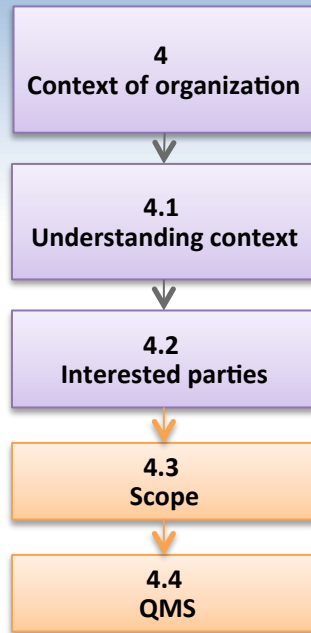 4
Context of organization
4.1
Understanding context
4.2
Interested parties
4.3
Scope
4.4
QMS